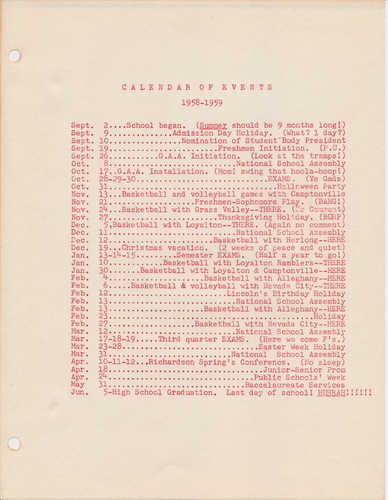 CALENDAR OF EVENTS
1958-1959
Sept. 2....School began. (Summer should be 9 months long!)
Sept. 9...........Admission Day Holiday. (What? 1 day?)
Sept. 10.............Nomination of Student Body President
Sept. 19..................Freshmen Initiation. (P.U.)
Sept. 26.........G.A.A. Initiation. (Look at the tramps!)
Oct. 8..........................National School Assembly
Oct. 17..G.A.A. Installation. (Mom! swing that hoola-hoop!)
Oct. 28-29-30..........................EXAMS. (Ye Gads)
Oct. 31..................................Halloween Party
Nov. 13...Basketball and volleyball games with Camptonville
Nov. 21...............Freshmen-Sophomore Play. (BANG!)
Nov. 24...Basketball with Grass Valley--THERE. (No Comment)
Nov. 27....................Thanksgiving Holiday. (BURP)
Dec. 5.Basketball with Loyalton--THERE. (Again no comment)
Dec. 11.........................National School Assembly
Dec. 12.................Basketball with Herlong--HERE
Dec. 19...Christmas vacation. (2 weeks of peace and quiet)
Jan. 13-14-15.......Semester EXAMS. (Half a year to go!)
Jan. 10........Basketball with Loyalton Ramblers--THERE
Jan. 30......Basketball with Loyalton & Camptonville--HERE
Feb. 4....................Basketball with Alleghany--HERE
Feb. 6.....Basketball & volleyball with Nevada City--THERE
Feb. 12.......................Lincoln's Birthday Holiday
Feb. 13.........................National School Assembly
Feb. 13...................Basketball with Alleghany--HERE
Feb. 23..........................................Holiday
Feb. 27.................Basketball with Nevada City--HERE
Mar. 12.........................National School Assembly
Mar. 17-18-19.....Third quarter EXAMS. (Here we come F's.)
Mar. 23-28...........................Easter Week Holiday
Mar. 31.........................National School Assembly
Apr. 10-11-12...Richardson Spring's Conference. (No sleep)
Apr. 18...............................Junior-Senior Prom
Apr. 24.............................Public Schools' Week
May 31...........................Baccalaureate Services
Jun. 5-High School Graduation. Last day of school! HURRAH!!!!!!